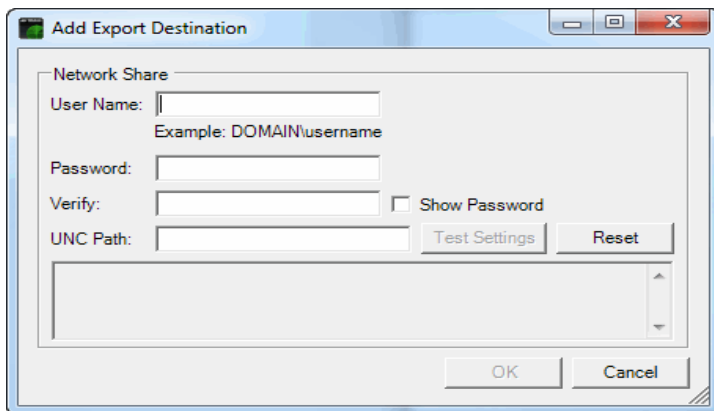 Add Export Destination
Network Share
User Name:
Example: DOMAIN\username
Password:
Verify:
Show Password
UNC Path:
Test Settings
Reset
OK
Cancel